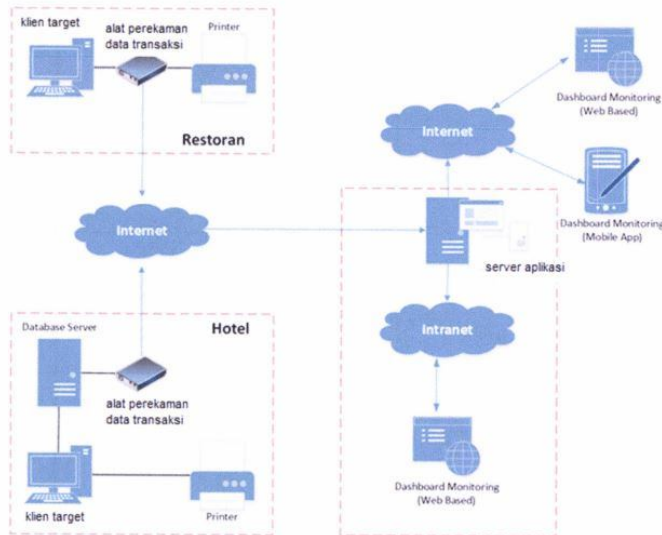 klien target
alat perekaman
data transaksi
Printer
Restoran
Internet
Dashboard Monitoring
(Web Based)
Internet
Dashboard Monitoring
(Mobile App)
server aplikasi
Database Server
Hotel
alat perekaman
data transaksi
klien target
Printer
Intranet
Dashboard Monitoring
(Web Based)